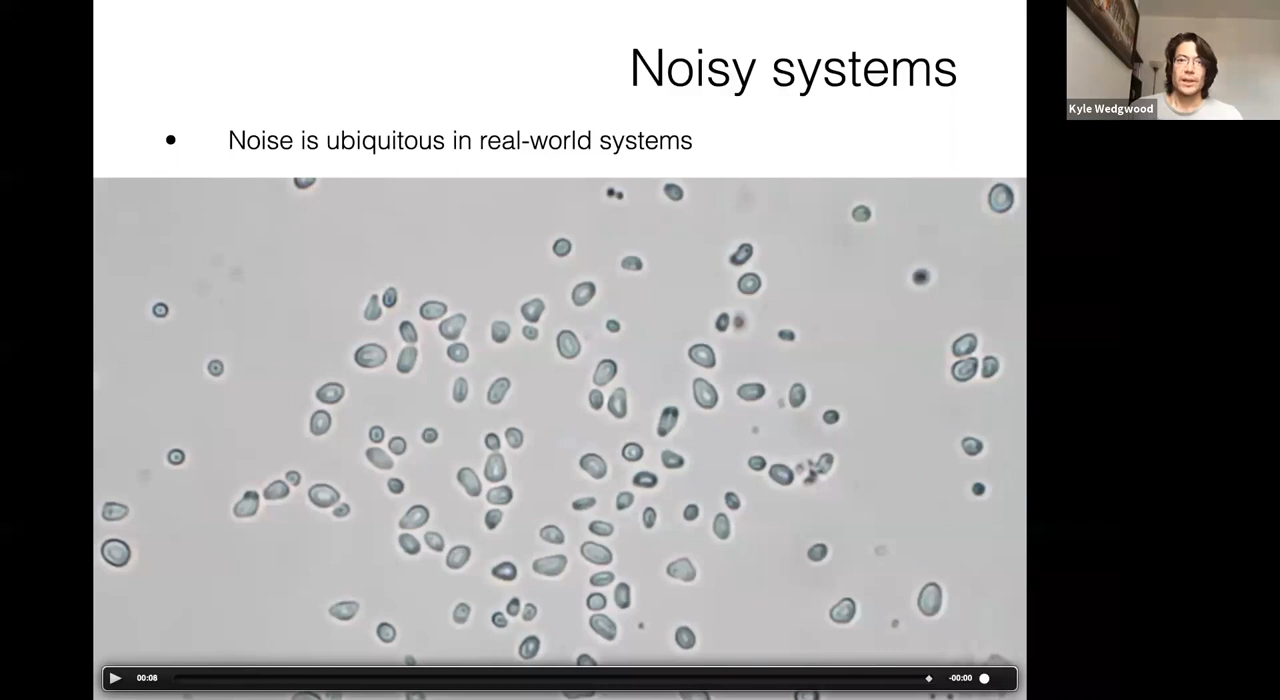 Noisy systems
Kyle Wedgwood
• Noise is ubiquitous in real-world systems
00:08
-00:00